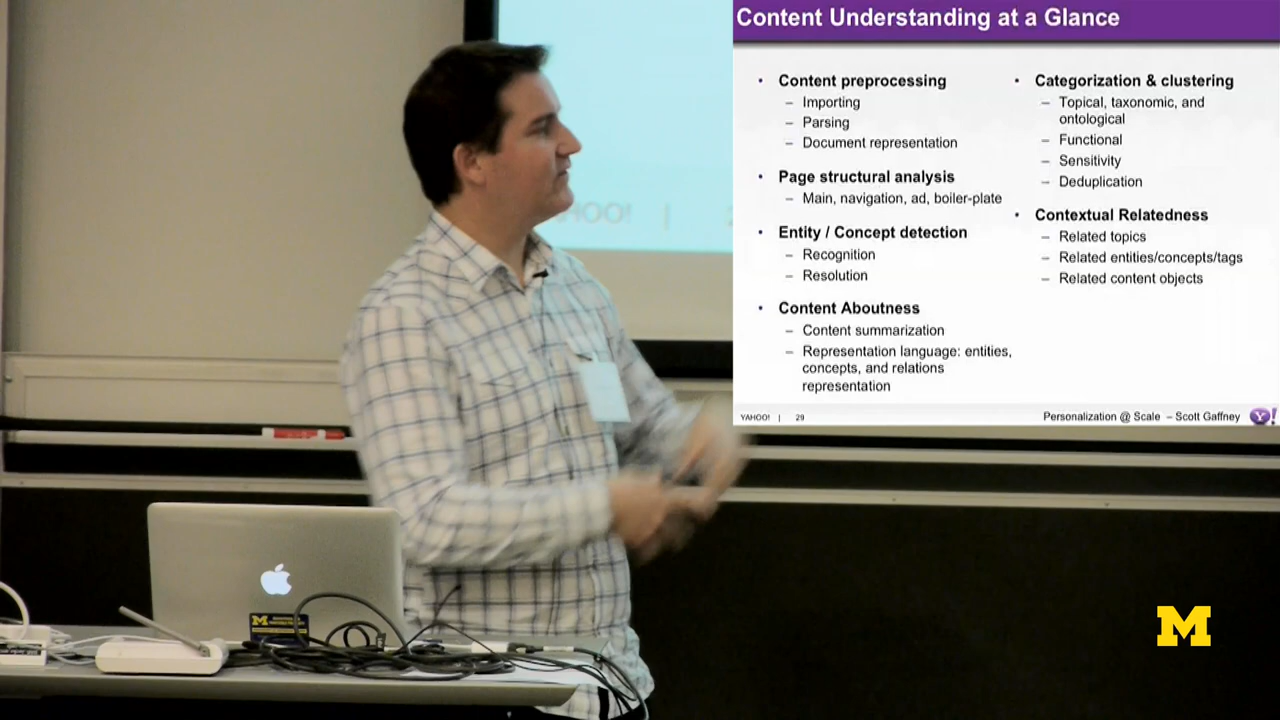 Content Understanding at a Glance
• Content preprocessing
– Importing
– Parsing
– Document representation
• Page structural analysis
– Main, navigation, ad, boiler-plate
• Entity / Concept detection
– Recognition
– Resolution
• Content Aboutness
– Content summarization
– Representation language: entities,
concepts, and relations
representation
• Categorization & clustering
– Topical, taxonomic, and
ontological
– Functional
– Sensitivity
– Deduplication
• Contextual Relatedness
– Related topics
– Related entities/concepts/tags
– Related content objects
YAHOO! | 29
Personalization @ Scale – Scott Gaffney
Y!
HOO! |
M
M